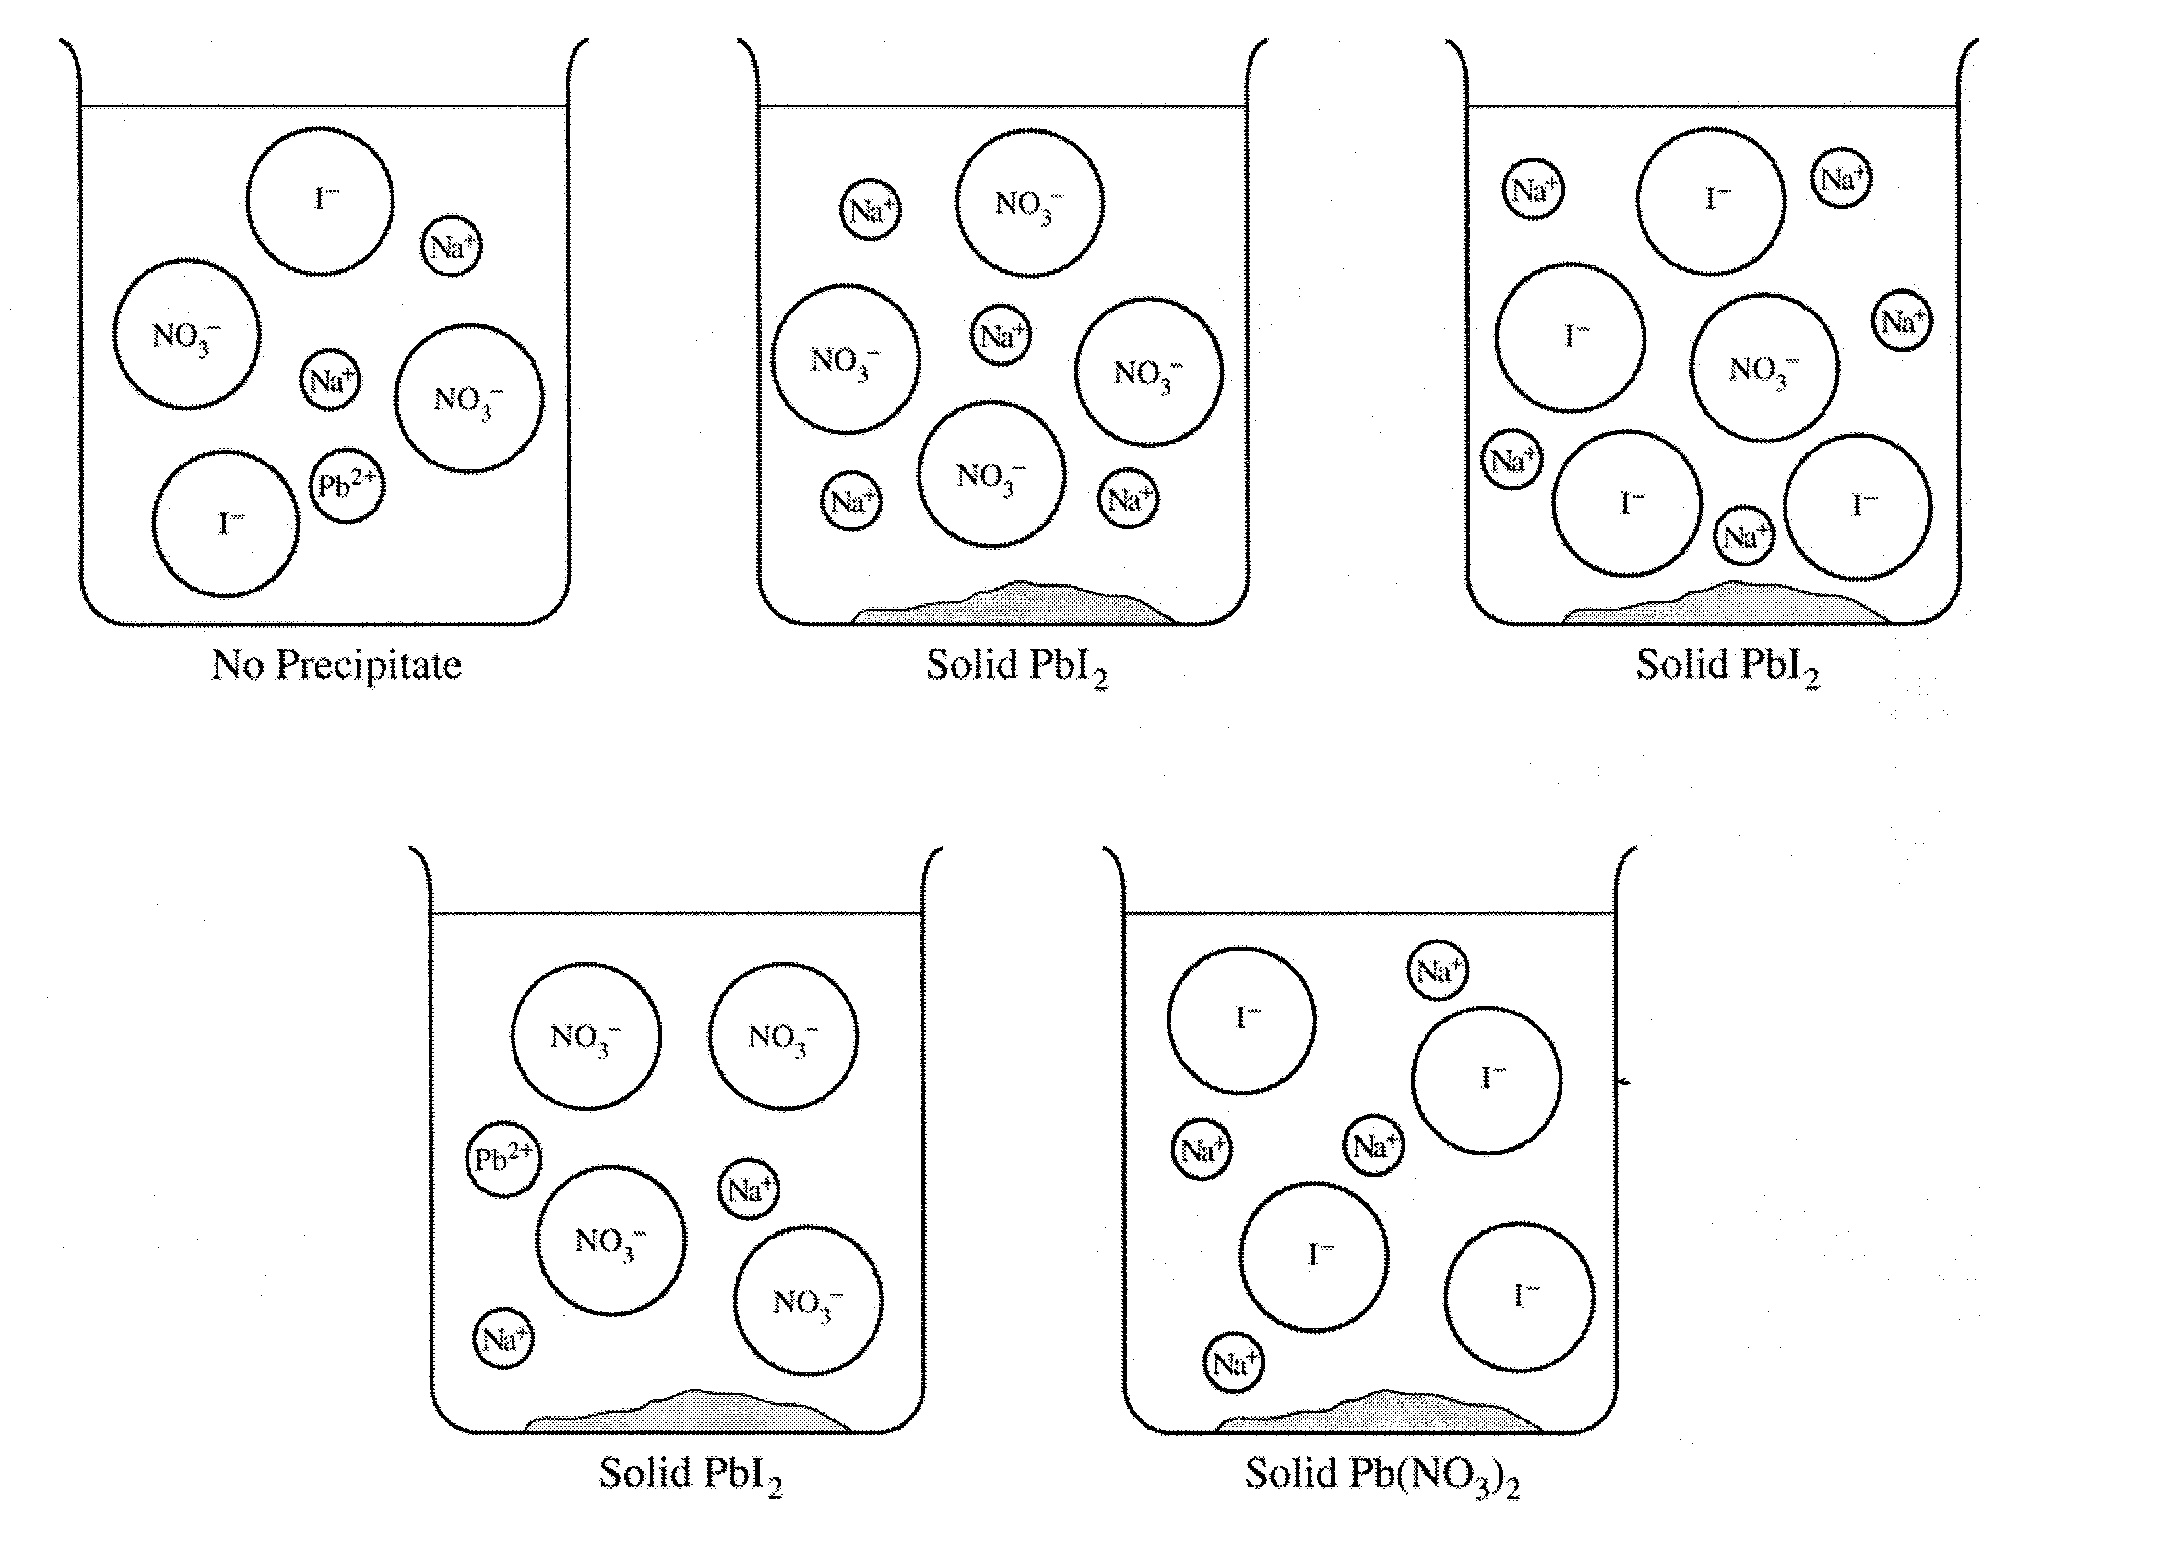 I⁻
Na⁺
NO₃⁻
Na⁺
NO₃⁻
Pb²⁺
I⁻
No Precipitate
Na⁺
NO₃⁻
NO₃⁻
Na⁺
NO₃⁻
NO₃⁻
Na⁺
Na⁺
Solid PbI₂
Na⁺
I⁻
Na⁺
I⁻
NO₃⁻
Na⁺
Na⁺
I⁻
Na⁺
I⁻
Solid PbI₂
NO₃⁻
NO₃⁻
Pb²⁺
Na⁺
NO₃⁻
NO₃⁻
Na⁺
Solid PbI₂
I⁻
Na⁺
I⁻
Na⁺
Na⁺
I⁻
I⁻
Na⁺
Solid Pb(NO₃)₂